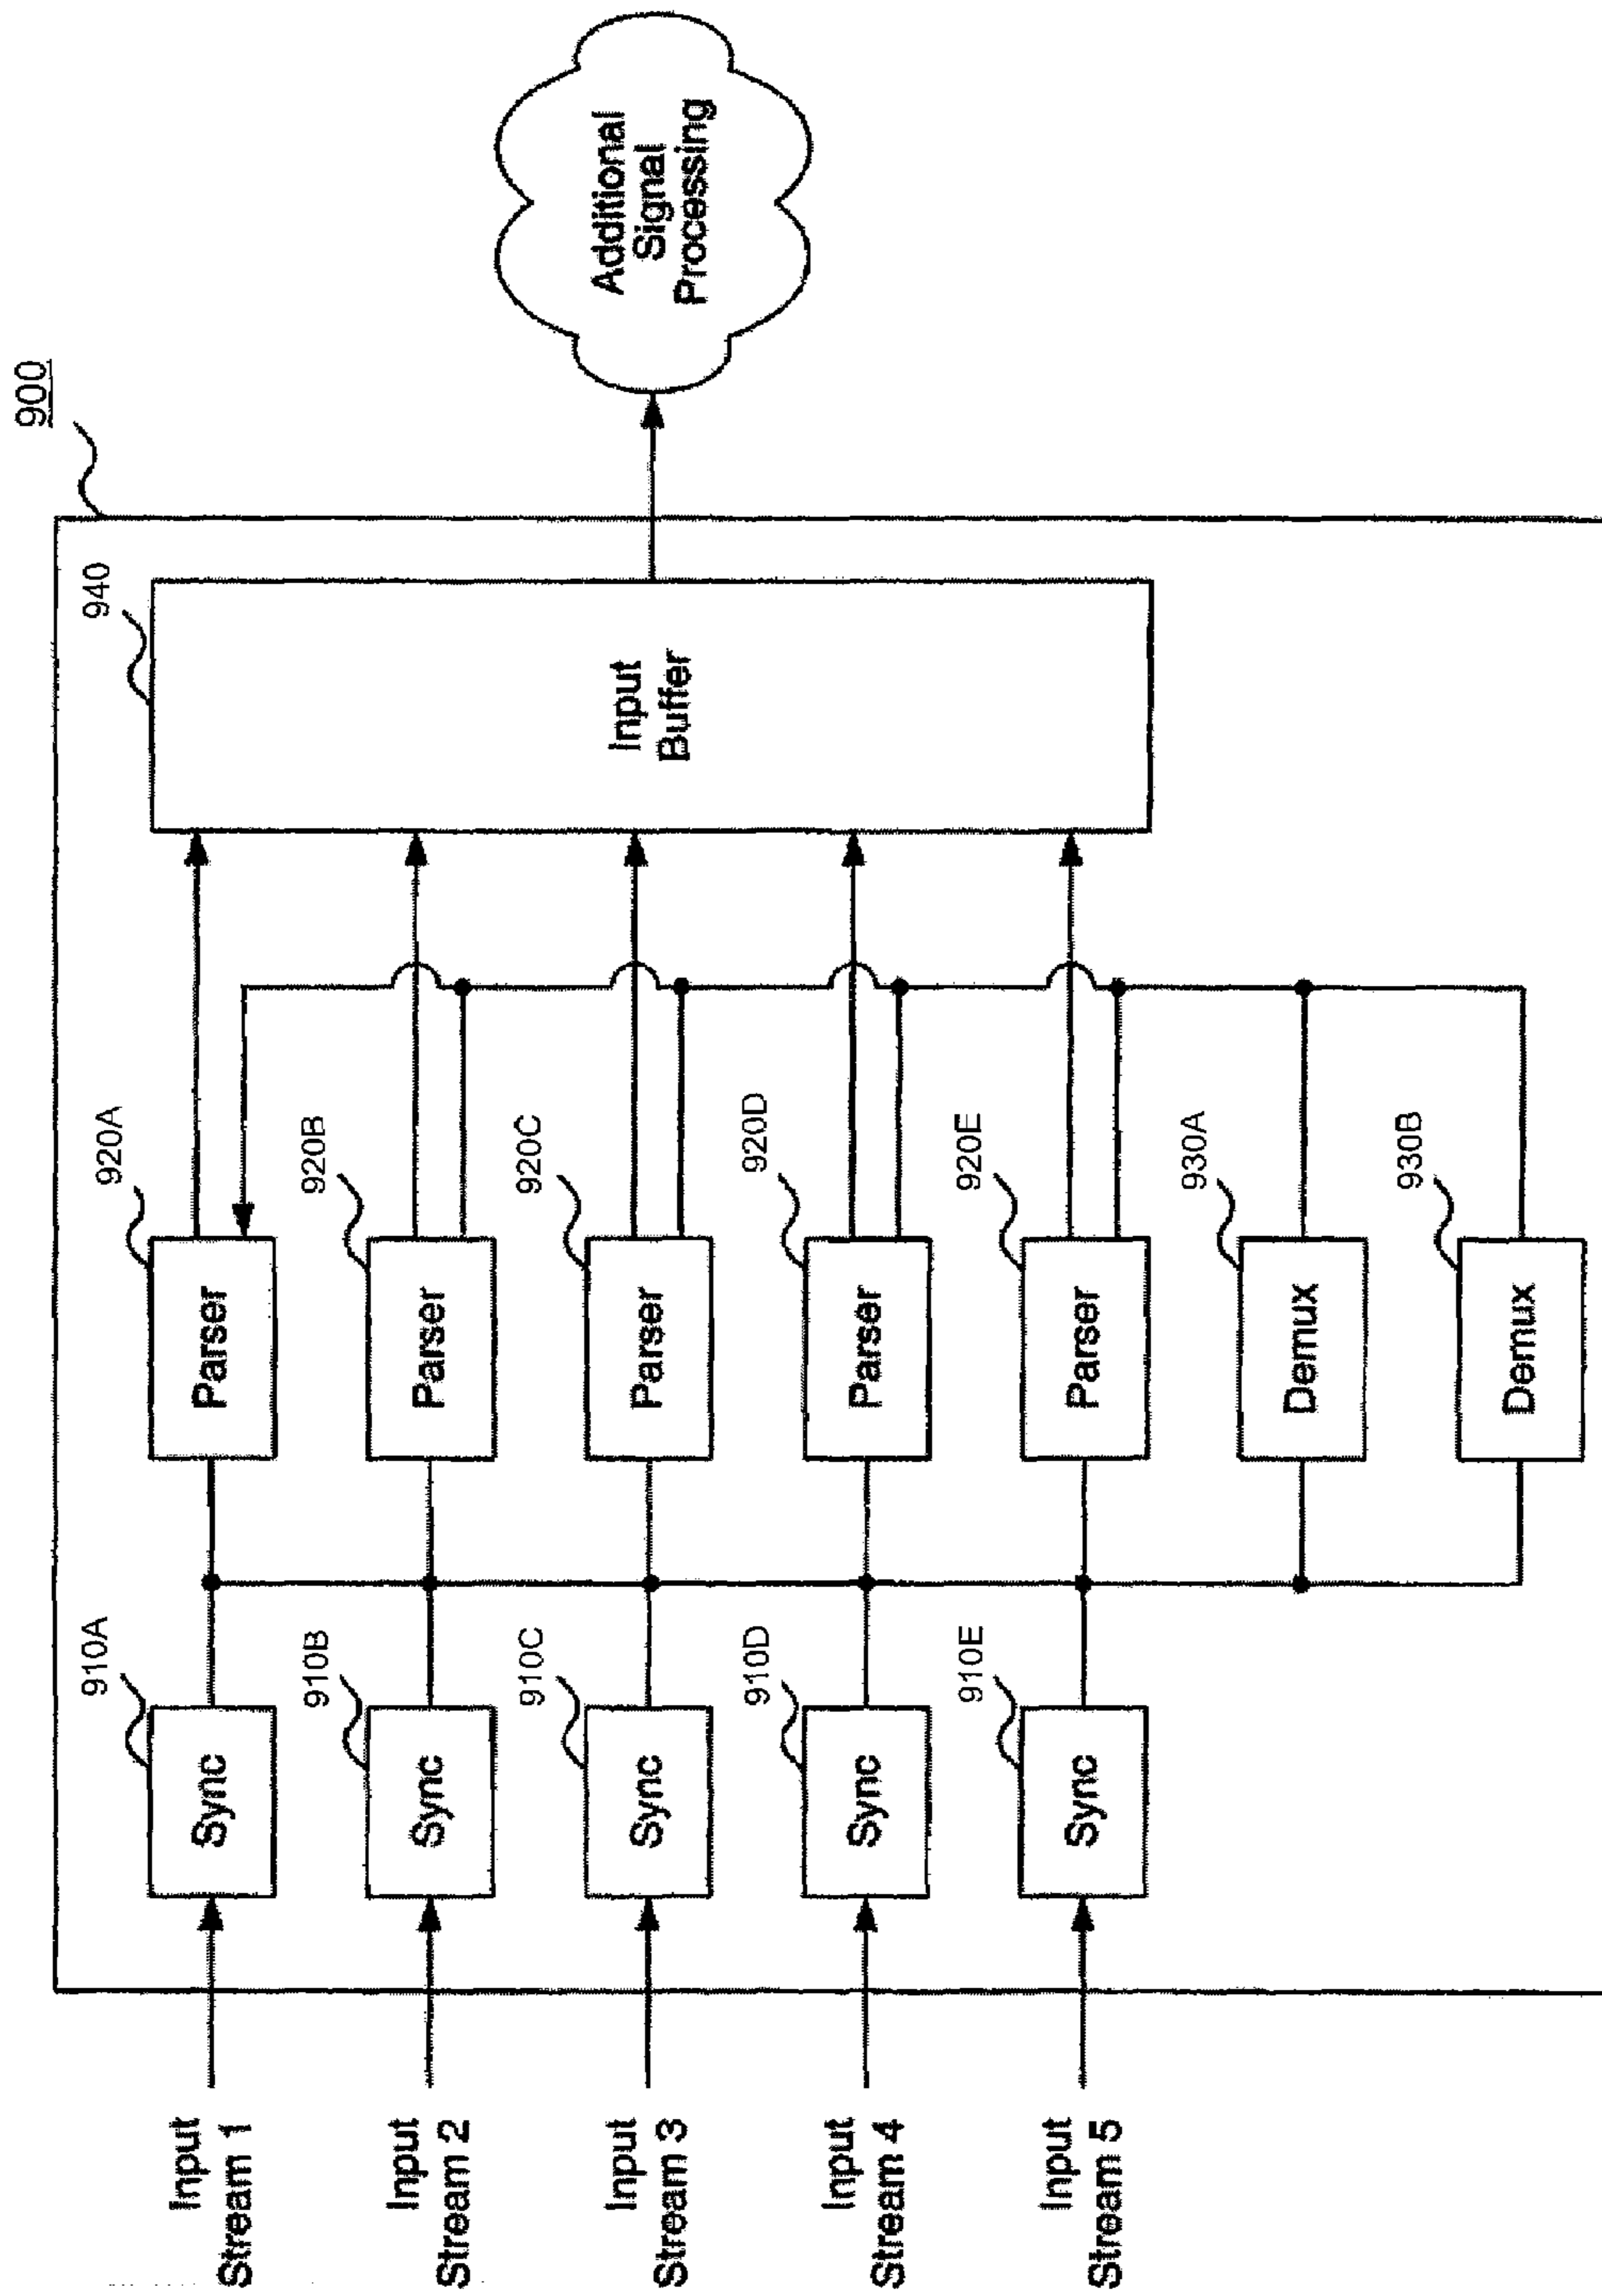 900
940
Input
Stream 1
910A
Sync
920A
Parser
Input
Stream 2
910B
Sync
920B
Parser
Input
Stream 3
910C
Sync
920C
Parser
Input
Stream 4
910D
Sync
920D
Parser
Input
Stream 5
910E
Sync
920E
Parser
930A
Demux
930B
Demux
Input
Buffer
Additional
Signal
Processing